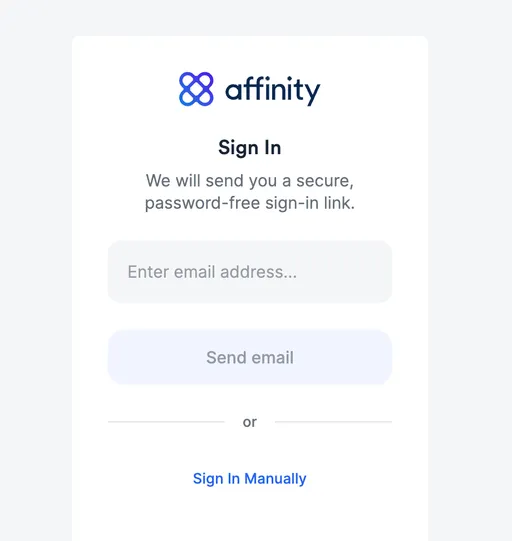 affinity
Sign In
We will send you a secure,
password-free sign-in link.
Enter email address...
Send email
or
Sign In Manually